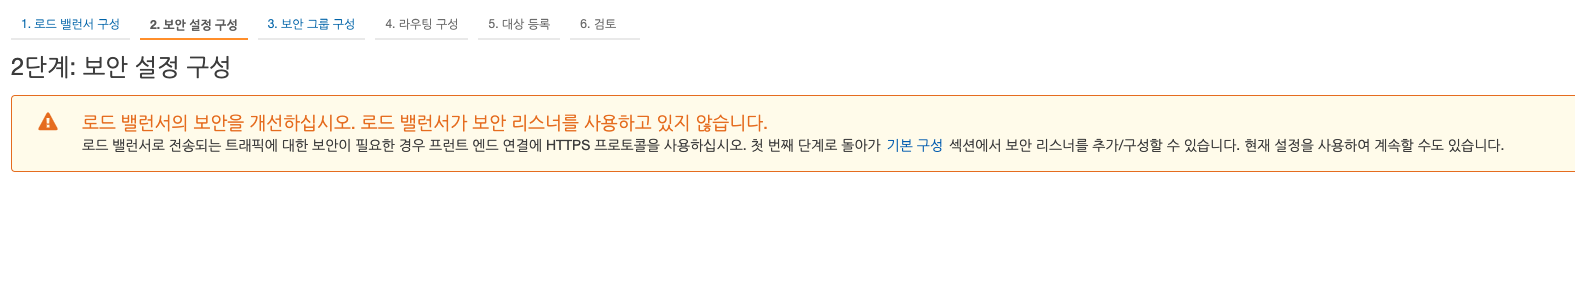 1. 로드 밸런서 구성 2. 보안 설정 구성 3. 보안 그룹 구성 4. 라우팅 구성 5. 대상 등록 6. 검토
2단계: 보안 설정 구성
로드 밸런서의 보안을 개선하십시오. 로드 밸런서가 보안 리스너를 사용하고 있지 않습니다.
로드 밸런서로 전송되는 트래픽에 대한 보안이 필요한 경우 프런트 엔드 연결에 HTTPS 프로토콜을 사용하십시오. 첫 번째 단계로 돌아가 기본 구성 섹션에서 보안 리스너를 추가/구성할 수 있습니다. 현재 설정을 사용하여 계속할 수도 있습니다.